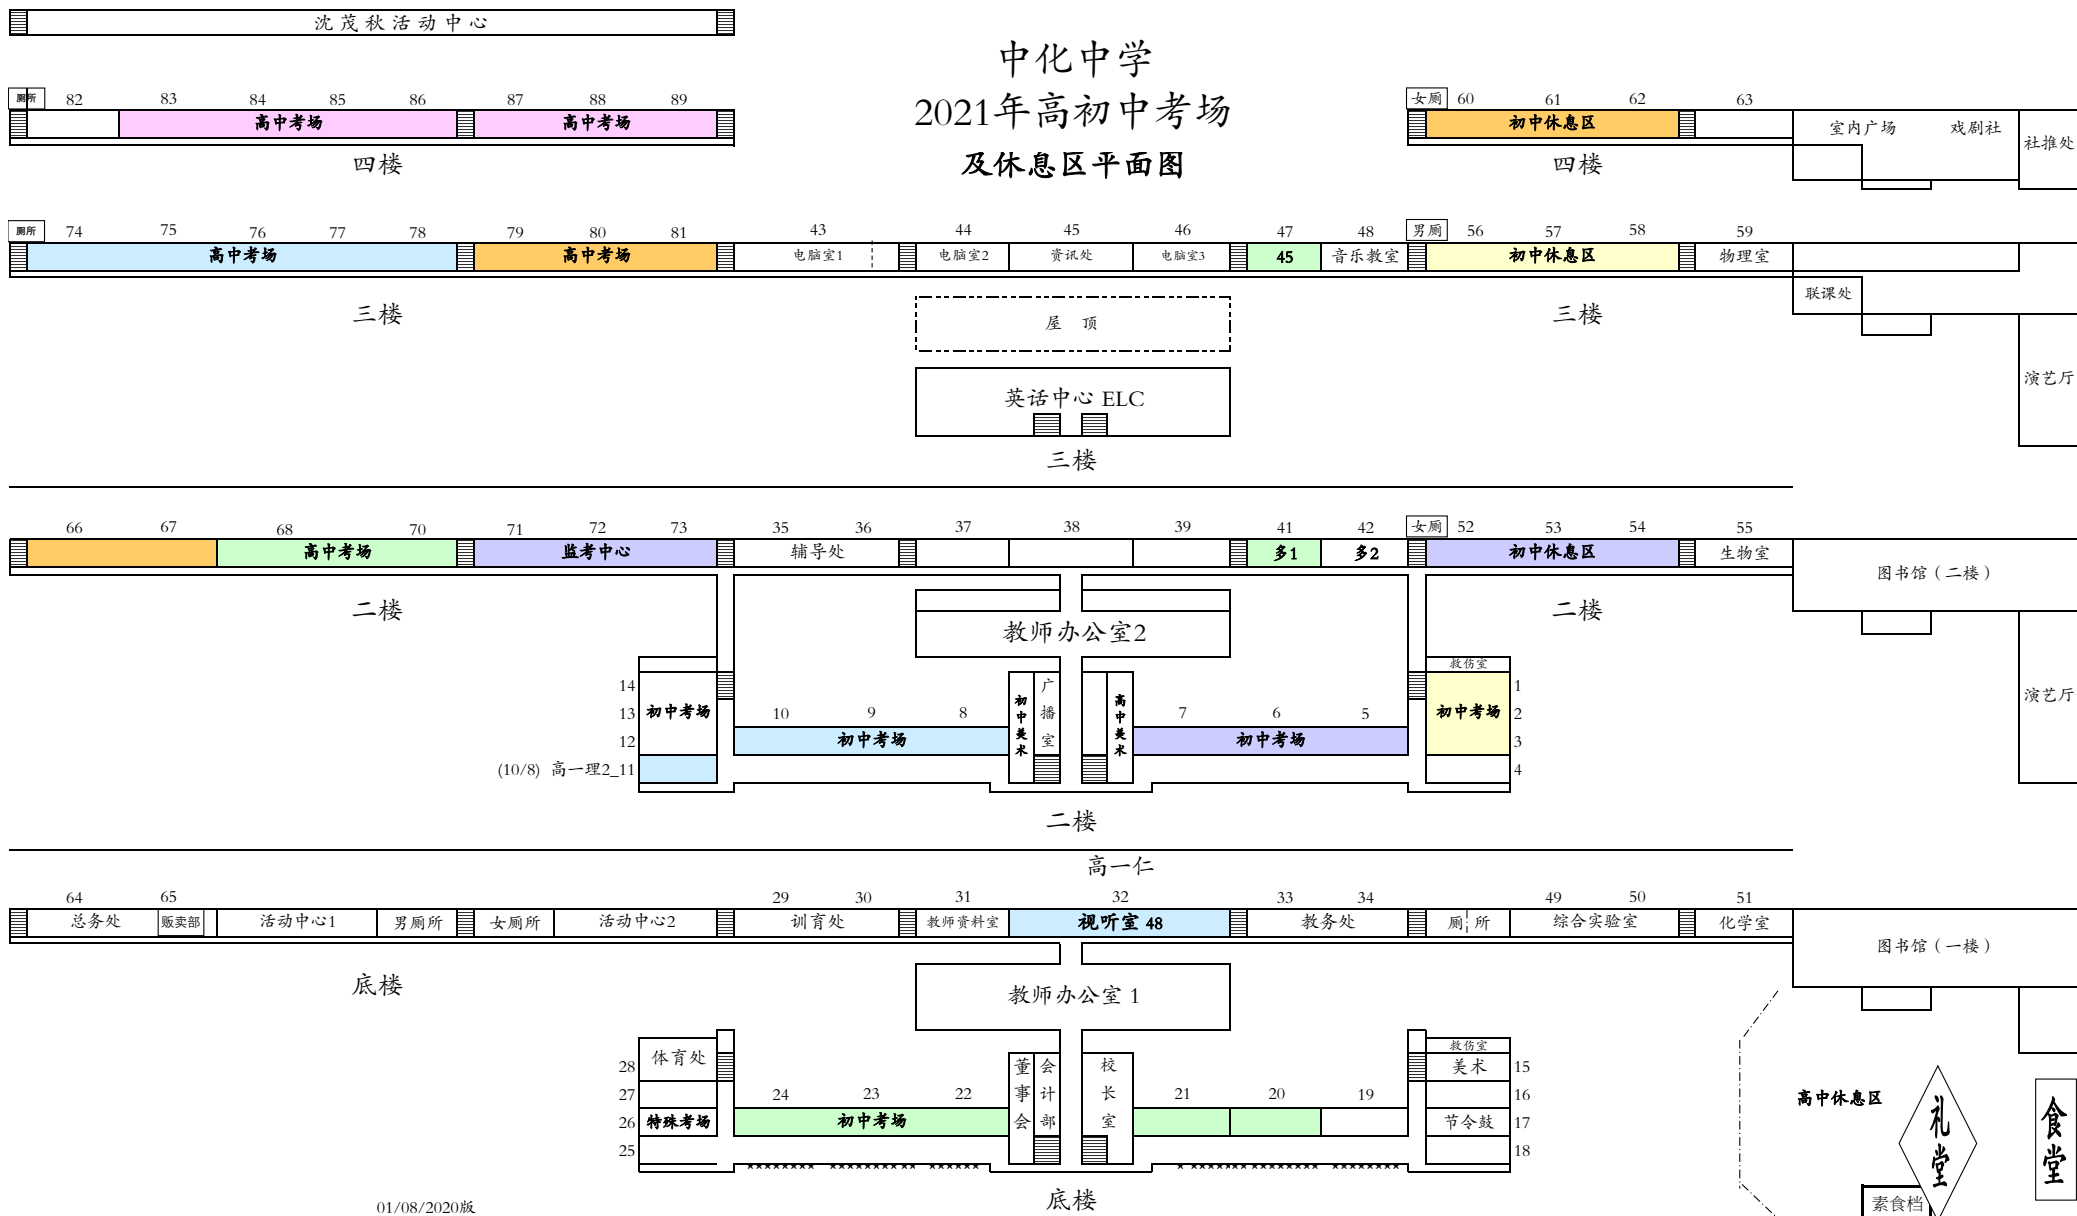 沈茂秋活动中心
中化中学
2021年高初中考场
及休息区平面图
厕所 82 83 84 85 86 87 88 89
高中考场 高中考场
四楼
女厕 60 61 62 63
初中休息区 室内广场 戏剧社 社推处
四楼
厕所 74 75 76 77 78 79 80 81 43 44 45 46 47 48 男厕 56 57 58 59
高中考场 高中考场 电脑室1 电脑室2 资讯处 电脑室3 45 音乐教室 初中休息区 物理室
联课处
三楼 三楼
屋 顶
演艺厅
英话中心 ELC
三楼
66 67 68 70 71 72 73 35 36 37 38 39 41 42 女厕 52 53 54 55
高中考场 监考中心 辅导处 多1 多2 初中休息区 生物室
图书馆（二楼）
二楼 二楼
教师办公室2
救伤室
14 初中美术 广播室 高中美术 1
演艺厅
13 初中考场 10 9 8 7 6 5 初中考场 2
12 初中考场 初中考场 3
(10/8) 高一理2_11 4
二楼
高一仁
64 65 29 30 31 32 33 34 49 50 51
总务处 贩卖部 活动中心1 男厕所 女厕所 活动中心2 训育处 教师资料室 视听室 48 教务处 厕所 综合实验室 化学室
图书馆（一楼）
底楼
教师办公室 1
救伤室
28 体育处 董事会 会计部 校长室 美术 15
27 24 23 22 21 20 19 16
高中休息区 礼堂 食堂
26 特殊考场 初中考场 节令鼓 17
25 18
底楼
素食档
01/08/2020版